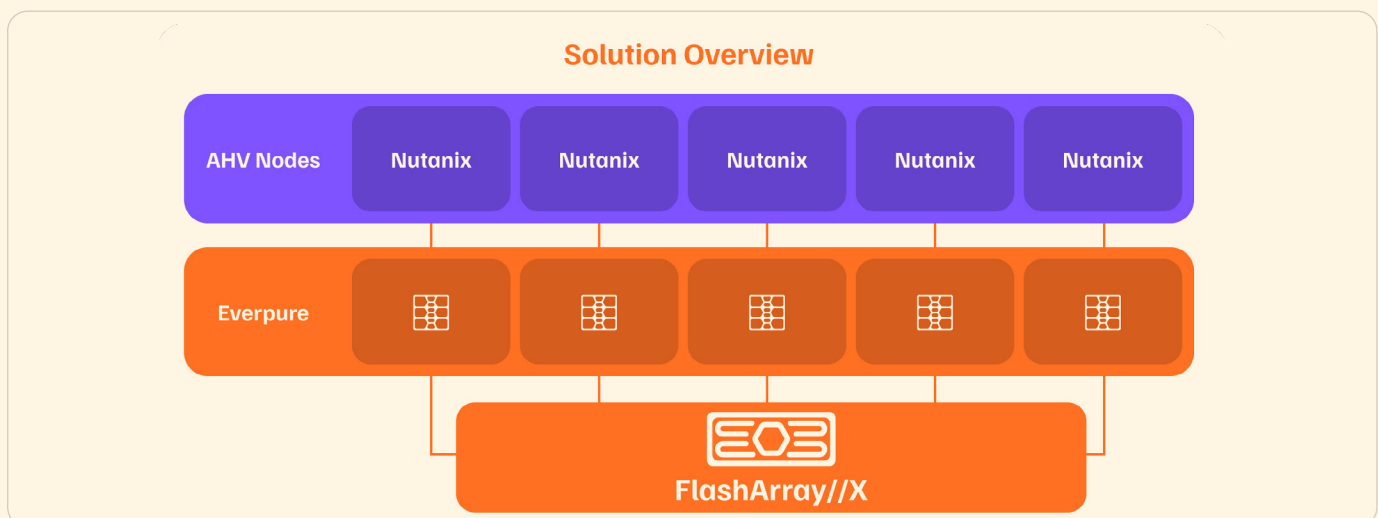 Solution Overview
AHV Nodes Nutanix Nutanix Nutanix Nutanix Nutanix
Everpure
FlashArray//X